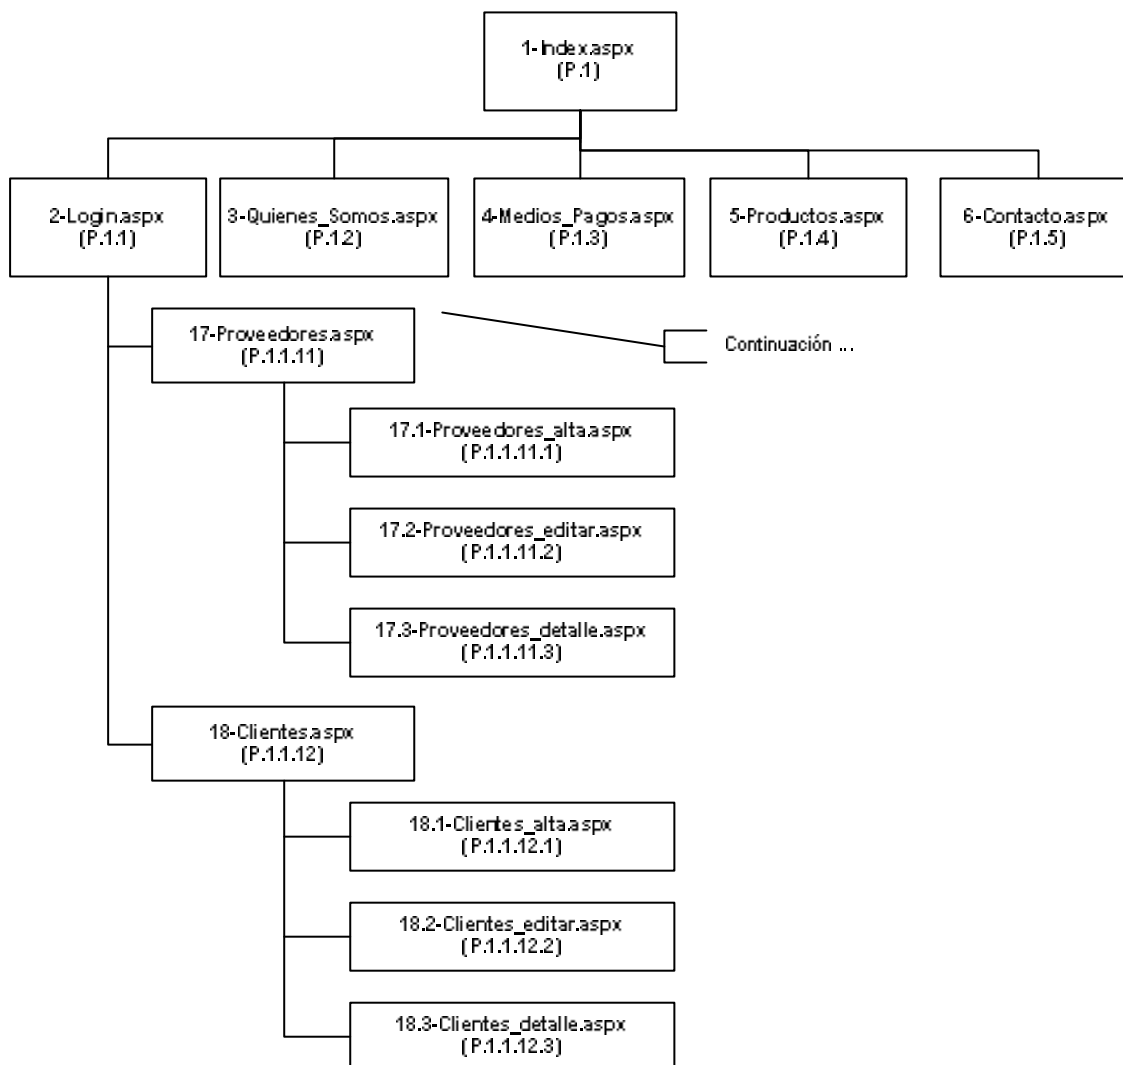 1-Index.aspx
(P.1)
2-Login.aspx
(P.1.1)
3-Quienes_Somos.aspx
(P.1.2)
4-Medios_Pagos.aspx
(P.1.3)
5-Productos.aspx
(P.1.4)
6-Contacto.aspx
(P.1.5)
17-Proveedores.aspx
(P.1.1.11)
Continuación ...
17.1-Proveedores_alta.aspx
(P.1.1.11.1)
17.2-Proveedores_editar.aspx
(P.1.1.11.2)
17.3-Proveedores_detalle.aspx
(P.1.1.11.3)
18-Clientes.aspx
(P.1.1.12)
18.1-Clientes_alta.aspx
(P.1.1.12.1)
18.2-Clientes_editar.aspx
(P.1.1.12.2)
18.3-Clientes_detalle.aspx
(P.1.1.12.3)